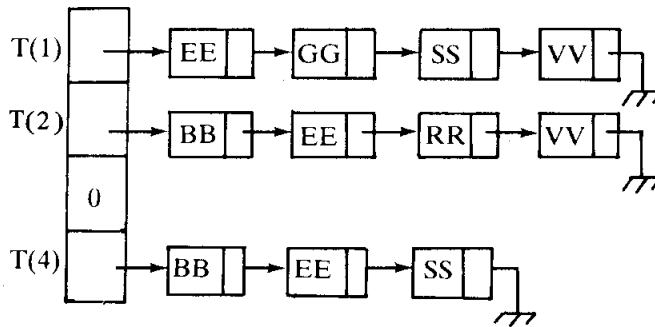 T(1) EE GG SS VV
T(2) BB EE RR VV
0
T(4) BB EE SS